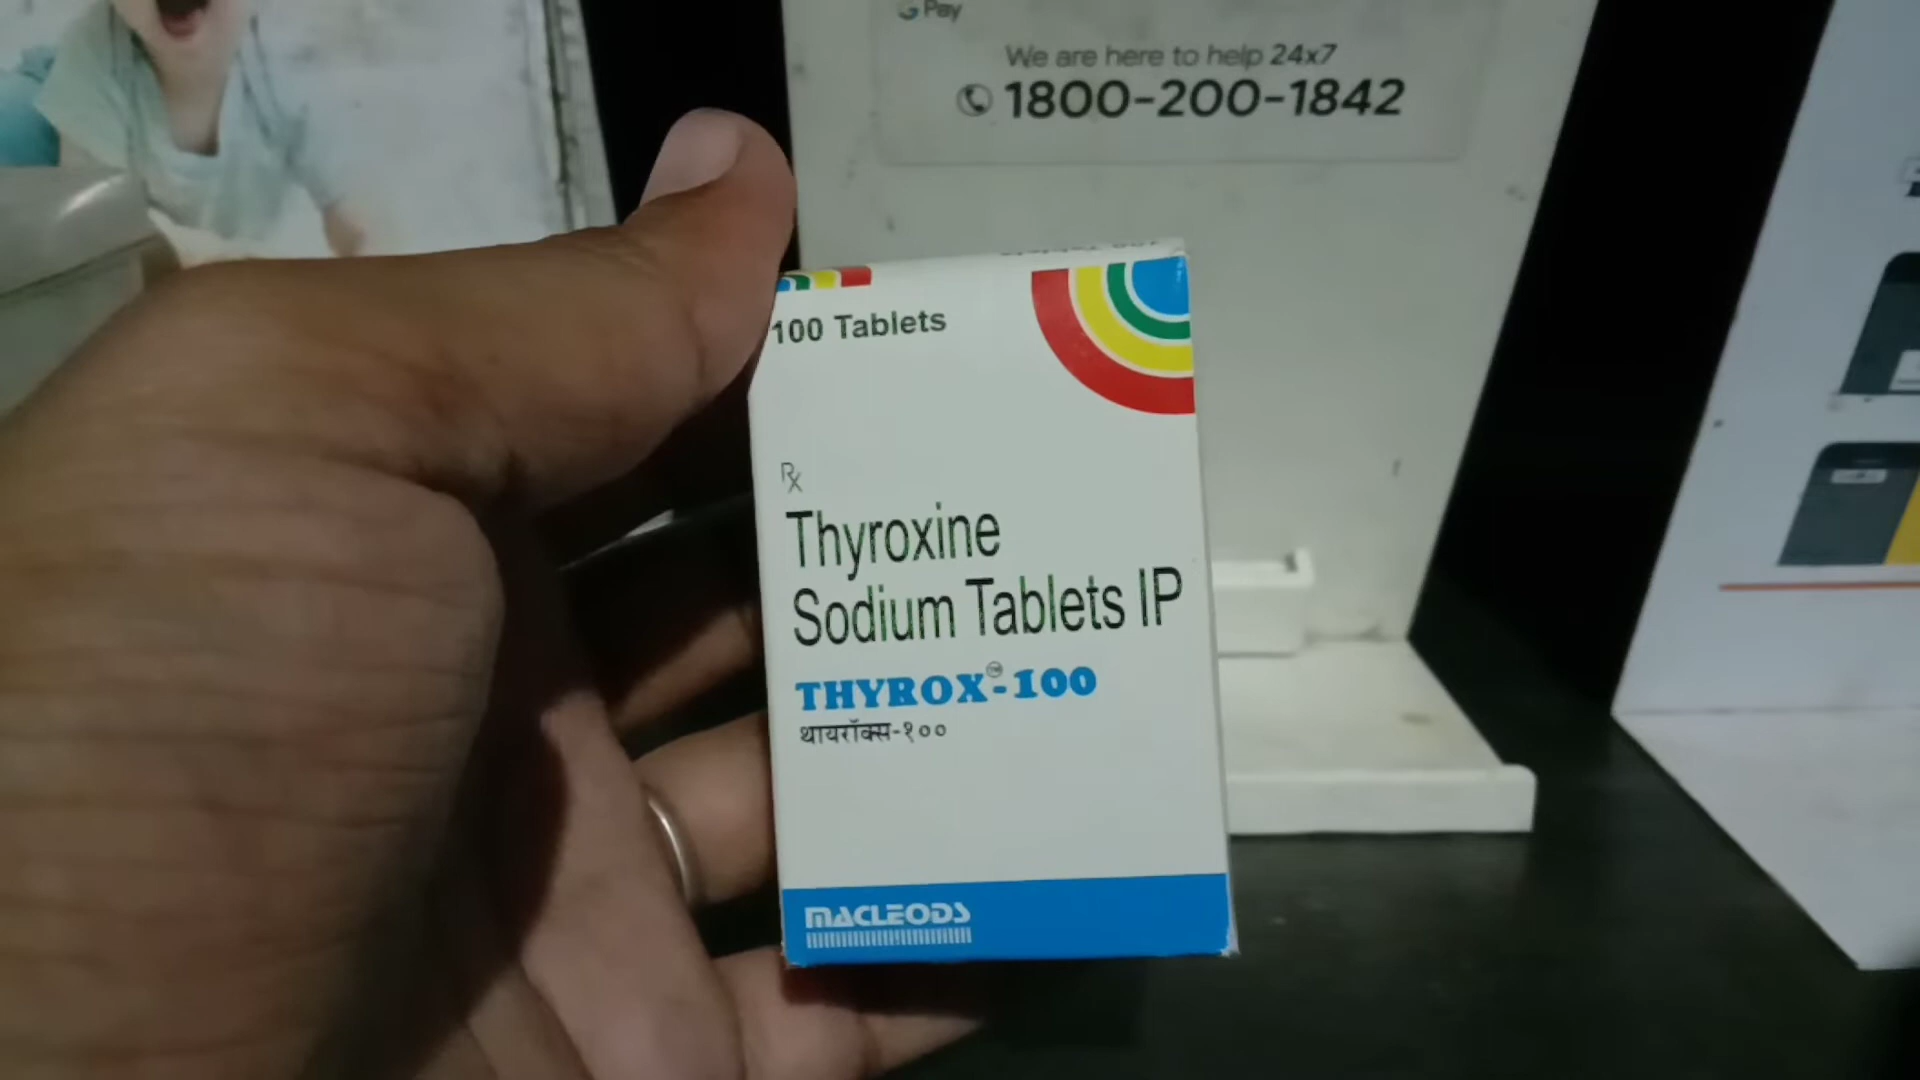 Pay
We are here to help 24x7
1800-200-1842
100 Tablets
Rx
Thyroxine
Sodium Tablets IP
THYROX™-100
थायरॉक्स-१००
MACLEODS